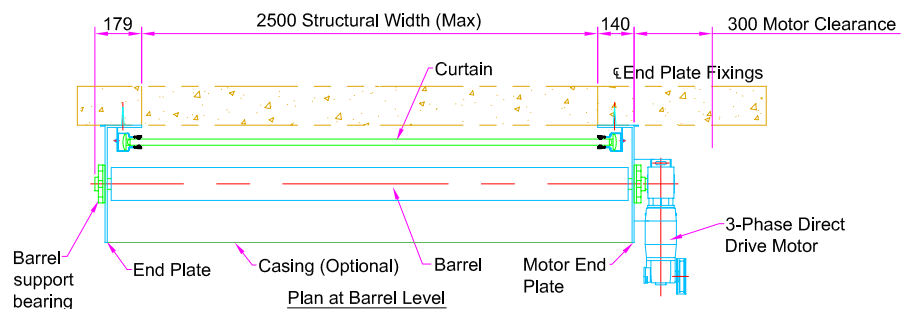 179
2500 Structural Width (Max)
140
300 Motor Clearance
Curtain
℄ End Plate Fixings
3-Phase Direct
Drive Motor
Barrel
support
bearing
End Plate
Casing (Optional)
Barrel
Motor End
Plate
Plan at Barrel Level